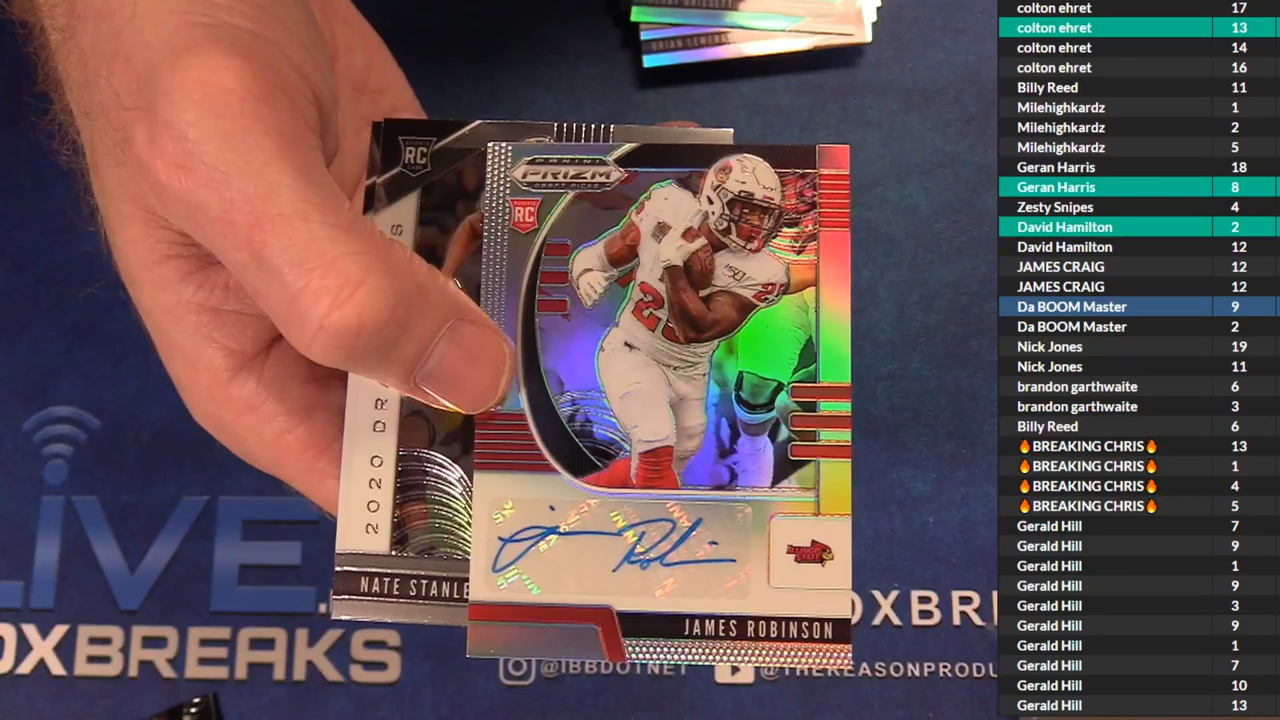 BRIAN LEWERKE
RC
PANINI
PRIZM
DRAFT PICKS
RC
2020 DR
S
NATE STANLE
ILLINOIS STATE
JAMES ROBINSON
LIVE.
OXBREAKS
OXBRE
@IBBDOTNET
@THEREASONPRODU
colton ehret 17
colton ehret 13
colton ehret 14
colton ehret 16
Billy Reed 11
Milehighkardz 1
Milehighkardz 2
Milehighkardz 5
Geran Harris 18
Geran Harris 8
Zesty Snipes 4
David Hamilton 2
David Hamilton 12
JAMES CRAIG 12
JAMES CRAIG 12
Da BOOM Master 9
Da BOOM Master 2
Nick Jones 19
Nick Jones 11
brandon garthwaite 6
brandon garthwaite 3
Billy Reed 6
🔥BREAKING CHRIS🔥 13
🔥BREAKING CHRIS🔥 1
🔥BREAKING CHRIS🔥 4
🔥BREAKING CHRIS🔥 5
Gerald Hill 7
Gerald Hill 9
Gerald Hill 1
Gerald Hill 9
Gerald Hill 3
Gerald Hill 9
Gerald Hill 1
Gerald Hill 7
Gerald Hill 10
Gerald Hill 13